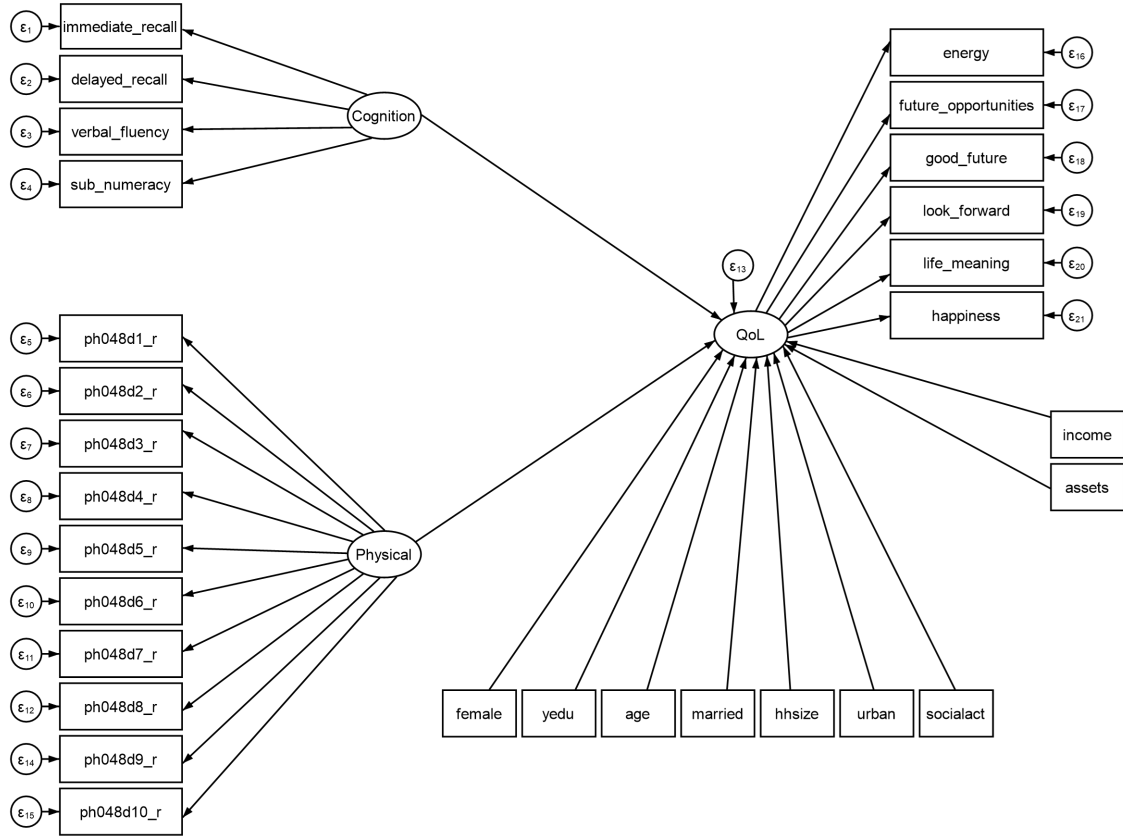 ε1
immediate_recall
ε2
delayed_recall
ε3
verbal_fluency
ε4
sub_numeracy
Cognition
energy
ε16
future_opportunities
ε17
good_future
ε18
look_forward
ε19
life_meaning
ε20
happiness
ε21
ε13
QoL
ε5
ph048d1_r
ε6
ph048d2_r
ε7
ph048d3_r
ε8
ph048d4_r
ε9
ph048d5_r
ε10
ph048d6_r
ε11
ph048d7_r
ε12
ph048d8_r
ε14
ph048d9_r
ε15
ph048d10_r
Physical
income
assets
female
yedu
age
married
hhsize
urban
socialact